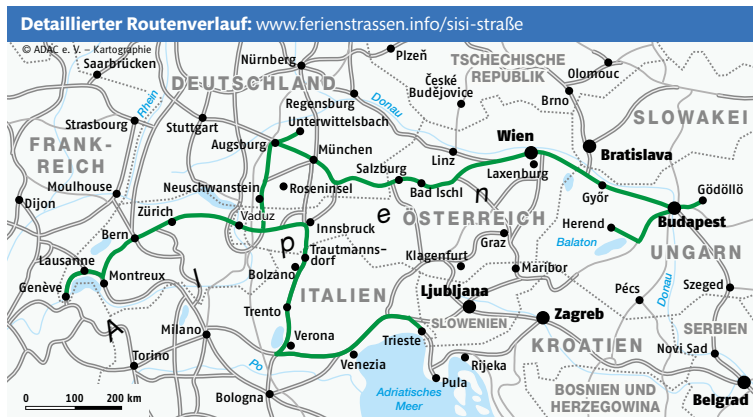 Detaillierter Routenverlauf: www.ferienstrassen.info/sisi-straße
© ADAC e. V. – Kartographie
Saarbrücken
Nürnberg
Plzeň
TSCHECHISCHE
REPUBLIK
Olomouc
DEUTSCHLAND
České
Budějovice
Rhein
Regensburg
Donau
Brno
Strasbourg
Stuttgart
Unterwittelsbach
SLOWAKEI
FRANK-
REICH
Augsburg
München
Linz
Wien
Bratislava
Salzburg
Laxenburg
Moulhouse
Neuschwanstein
Roseninsel
Bad Ischl
Győr
Gödöllö
Dijon
Zürich
Vaduz
Innsbruck
ÖSTERREICH
Herend
Budapest
Bern
Trautmanns-
dorf
Graz
Balaton
UNGARN
Lausanne
Bolzano
Klagenfurt
Maribor
Genève
Montreux
ITALIEN
Ljubljana
Pécs
Donau
Szeged
Alpen
Trento
SLOWENIEN
Zagreb
SERBIEN
Milano
Verona
Triest​e
KROATIEN
Novi Sad
Torino
Po
Venezia
Rijeka
Pula
Bologna
Adriatisches
Meer
BOSNIEN UND
HERZEGOWINA
Belgrad
0 100 200 km